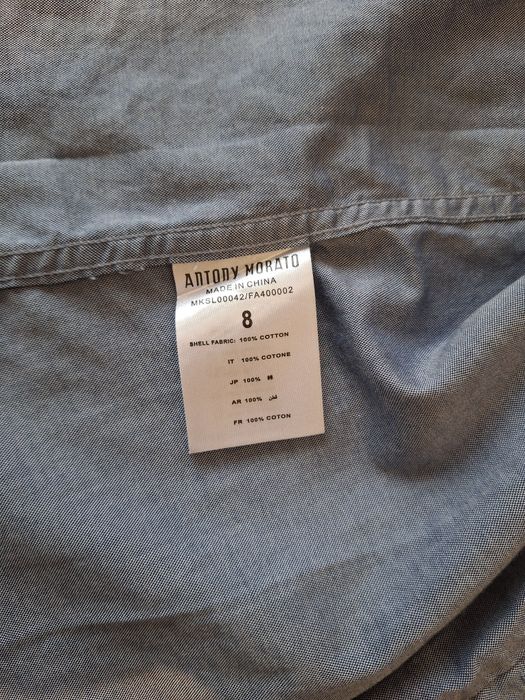 ANTONY MORATO
MADE IN CHINA
MKSL00042/FA400002
8
SHELL FABRIC: 100% COTTON
IT 100% COTONE
JP 100% 綿
AR 100% قطن
FR 100% COTON